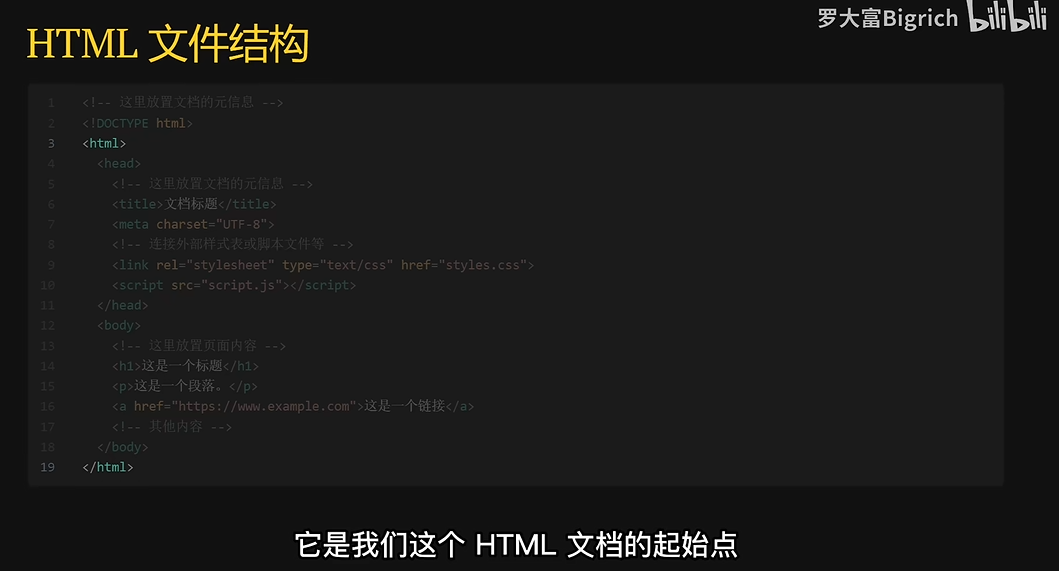 罗大富Bigrich bilibili
HTML 文件结构
1 <!-- 这里放置文档的元信息 -->
2 <!DOCTYPE html>
3 <html>
4 <head>
5 <!-- 这里放置文档的元信息 -->
6 <title>文档标题</title>
7 <meta charset="UTF-8">
8 <!-- 连接外部样式表或脚本文件等 -->
9 <link rel="stylesheet" type="text/css" href="styles.css">
10 <script src="script.js"></script>
11 </head>
12 <body>
13 <!-- 这里放置页面内容 -->
14 <h1>这是一个标题</h1>
15 <p>这是一个段落。</p>
16 <a href="https://www.example.com">这是一个链接</a>
17 <!-- 其他内容 -->
18 </body>
19 </html>
它是我们这个 HTML 文档的起始点